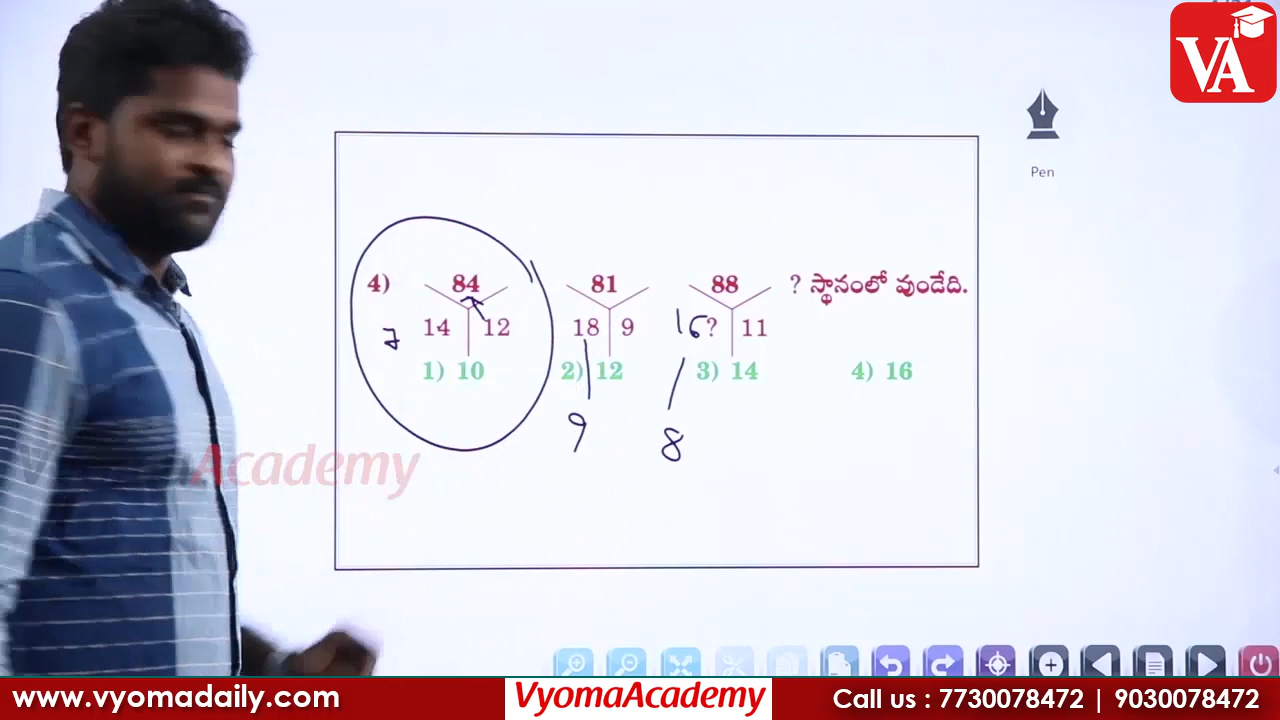 VA
Pen
4) 84 81 88 ? స్థానంలో వుండేది.
7 14 12 18 9 16 ? 11
1) 10 2) 12 3) 14 4) 16
9 8
Academy
www.vyomadaily.com VyomaAcademy Call us : 7730078472 | 9030078472